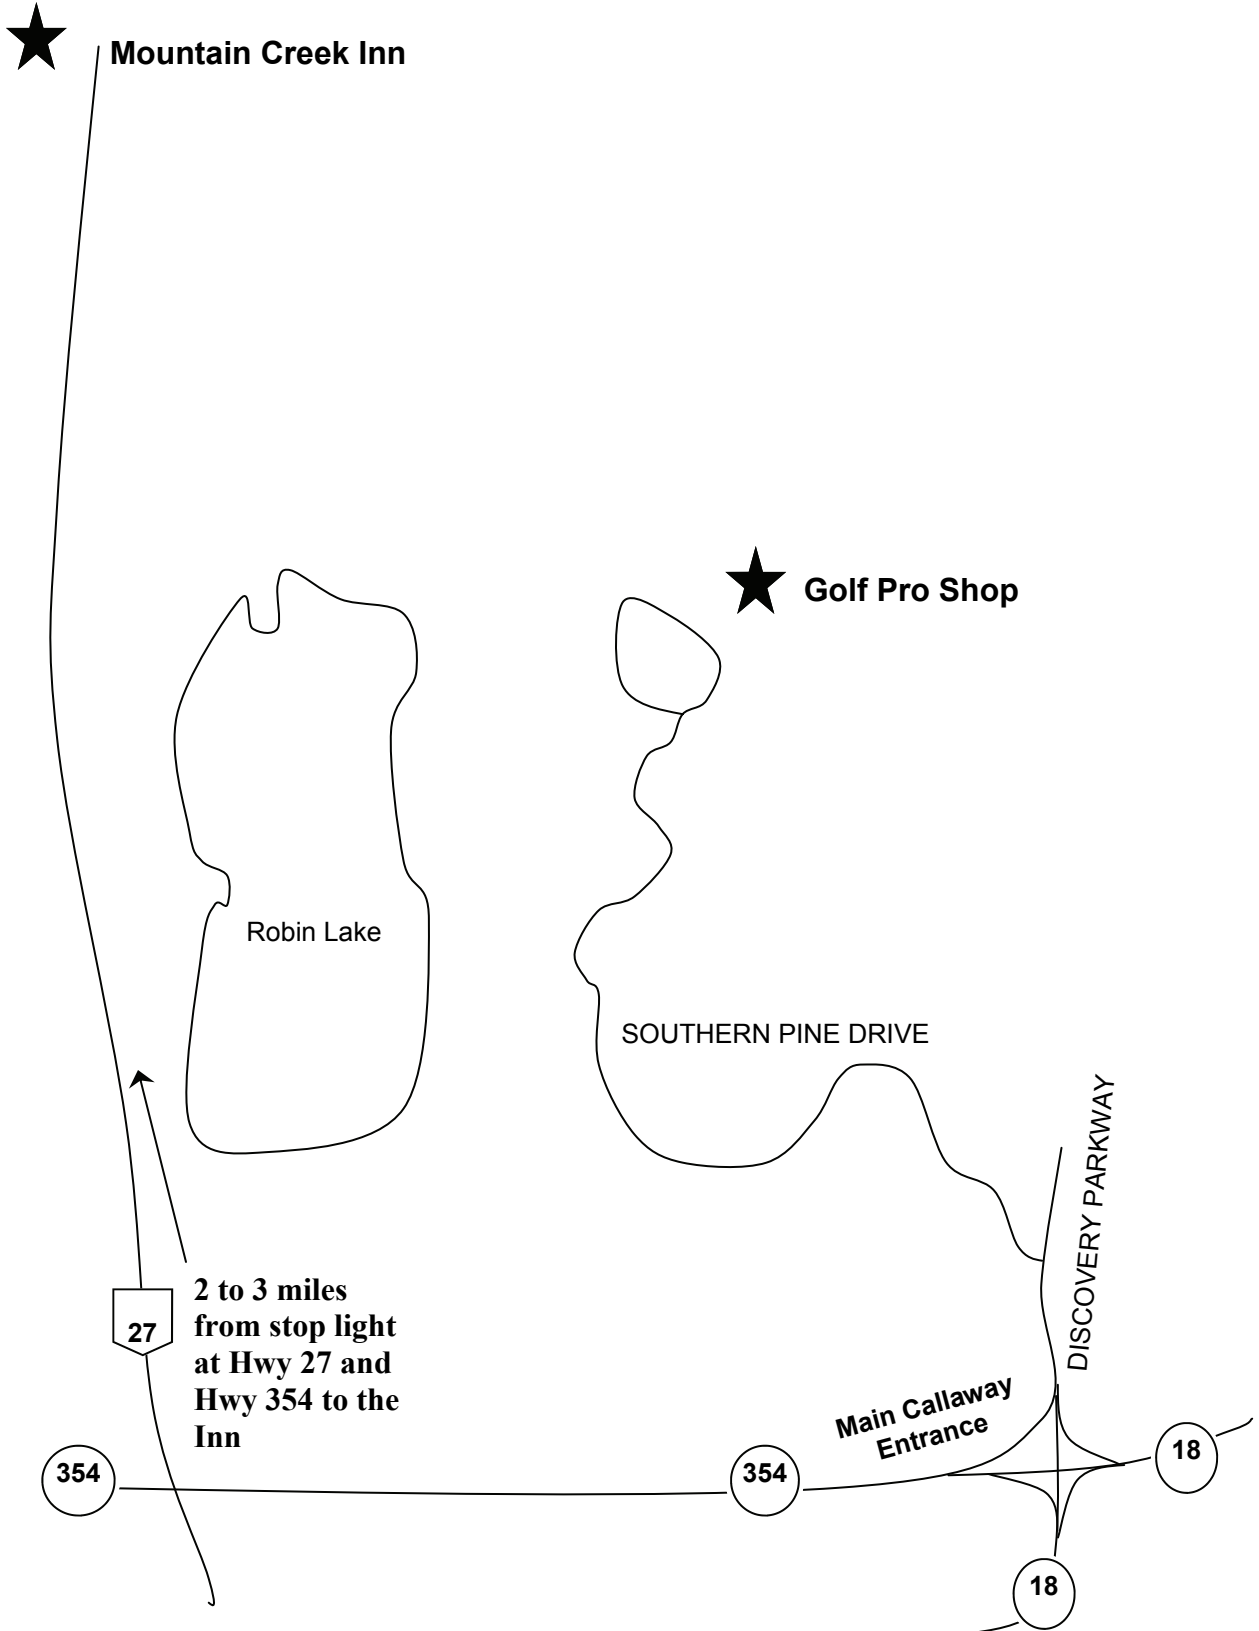 Mountain Creek Inn
Golf Pro Shop
Robin Lake
SOUTHERN PINE DRIVE
DISCOVERY PARKWAY
27
2 to 3 miles
from stop light
at Hwy 27 and
Hwy 354 to the
Inn
Main Callaway
Entrance
354
354
18
18